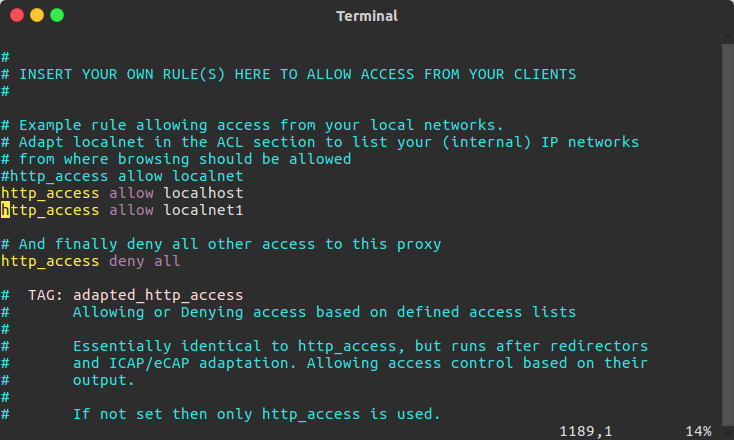 Terminal
#
# INSERT YOUR OWN RULE(S) HERE TO ALLOW ACCESS FROM YOUR CLIENTS
#
# Example rule allowing access from your local networks.
# Adapt localnet in the ACL section to list your (internal) IP networks
# from where browsing should be allowed
#http_access allow localnet
http_access allow localhost
http_access allow localnet1
# And finally deny all other access to this proxy
http_access deny all
#  TAG: adapted_http_access
#       Allowing or Denying access based on defined access lists
#
#       Essentially identical to http_access, but runs after redirectors
#       and ICAP/eCAP adaptation. Allowing access control based on their
#       output.
#
#       If not set then only http_access is used.
1189,1        14%